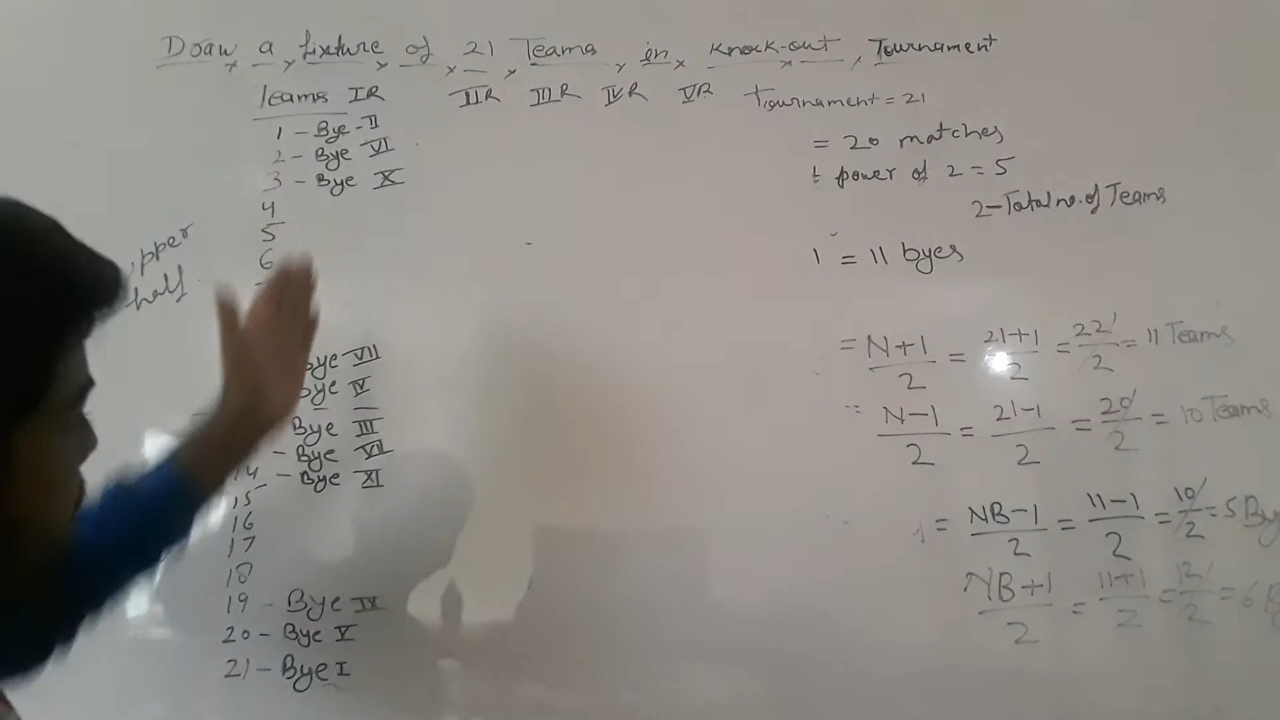 Draw a fixture of 21 Teams in Knock-out Tournament
Teams IR IIR IIIR IVR VR
1 - Bye - II
2 - Bye VI
3 - Bye X
4
5
6
Bye VII
Bye IV
Bye III
- Bye VII
14 - Bye XI
15
16
17
18
19 - Bye IX
20 - Bye V
21 - Bye I
upper
half
Tournament = 21
= 20 matches
t power of 2 = 5
2 - Total no. of Teams
= 11 byes
= N+1/2 = 21+1/2 = 22/2 = 11 Teams
N-1/2 = 21-1/2 = 20/2 = 10 Teams
= NB-1/2 = 11-1/2 = 10/2 = 5 By
NB+1/2 = 11+1/2 = 12/2 = 6 B